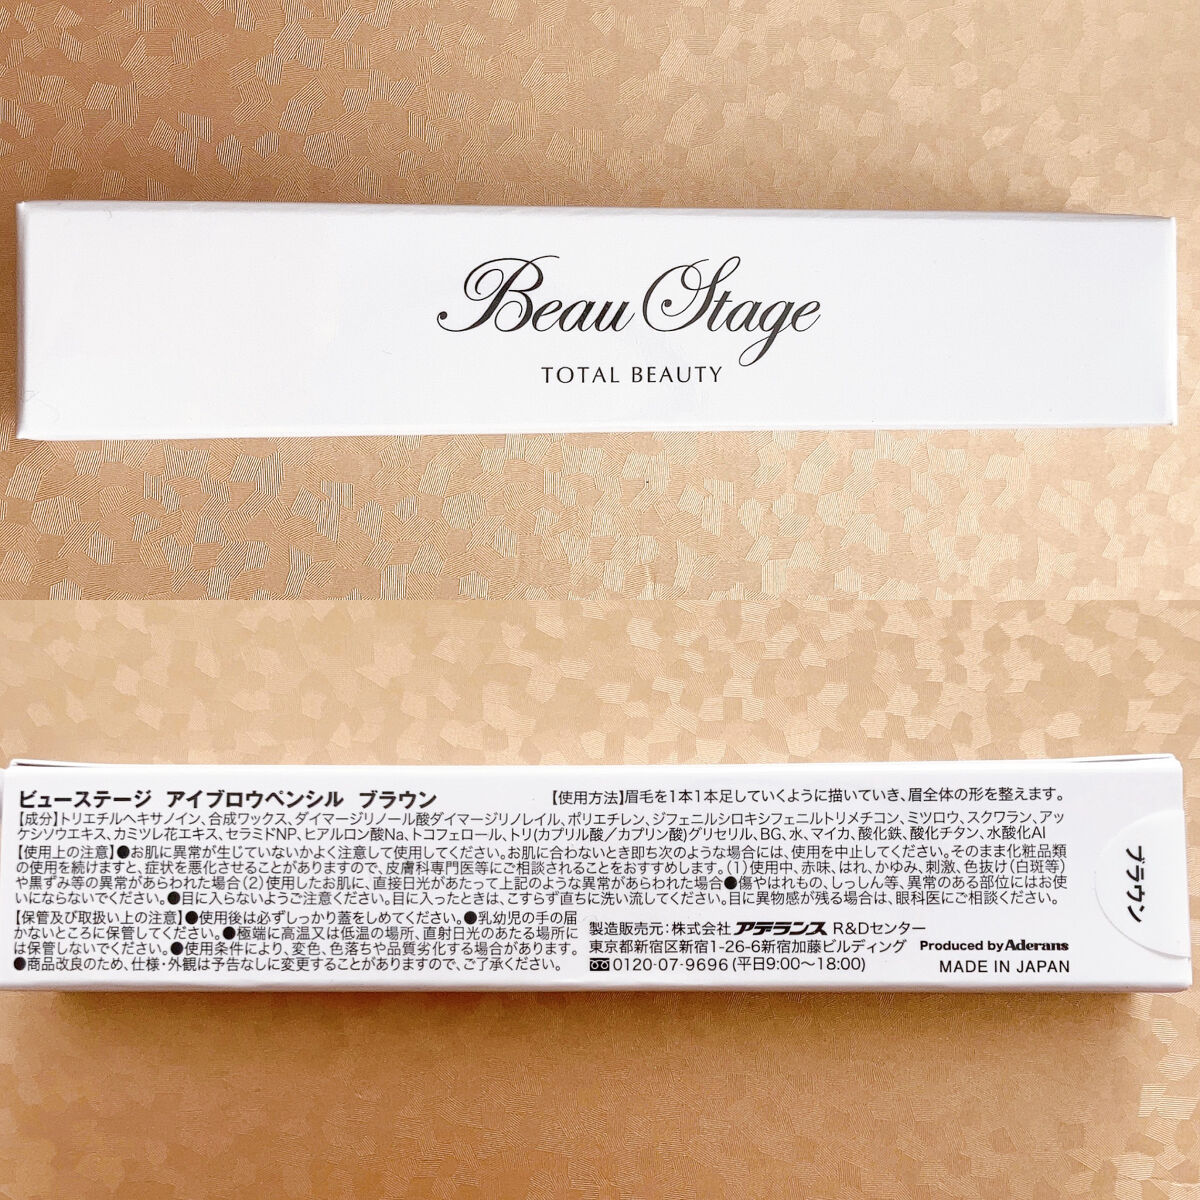 Beau Stage
TOTAL BEAUTY
ビューステージ アイブロウペンシル ブラウン
【使用方法】眉毛を1本1本足していくように描いていき、眉全体の形を整えます。
【成分】トリエチルヘキサノイン、合成ワックス、ダイマージリノール酸ダイマージリノレイル、ポリエチレン、ジフェニルシロキシフェニルトリメチコン、ミツロウ、スクワラン、アッ
ケシソウエキス、カミツレ花エキス、セラミドNP、ヒアルロン酸Na、トコフェロール、トリ(カプリル酸／カプリン酸)グリセリル、BG、水、マイカ、酸化鉄、酸化チタン、水酸化Al
【使用上の注意】●お肌に異常が生じていないかよく注意して使用してください。お肌に合わないとき即ち次のような場合には、使用を中止してください。そのまま化粧品類
の使用を続けますと、症状を悪化させることがありますので、皮膚科専門医等にご相談されることをおすすめします。(1)使用中、赤味、はれ、かゆみ、刺激、色抜け(白斑等)
や黒ずみ等の異常があらわれた場合(2)使用したお肌に、直接日光があたって上記のような異常があらわれた場合●傷やはれもの、しっしん等、異常のある部位にはお使
いにならないでください。●目に入らないようご注意ください。目に入ったときは、こすらず直ちに洗い流してください。目に異物感が残る場合は、眼科医にご相談ください。
【保管及び取扱い上の注意】●使用後は必ずしっかり蓋をしめてください。●乳幼児の手の届
かないところに保管してください。●極端に高温又は低温の場所、直射日光のあたる場所に
は保管しないでください。●使用条件により、変色、色落ちや品質劣化する場合があります。
●商品改良のため、仕様・外観は予告なしに変更することがありますので、ご了承ください。
製造販売元：株式会社 アデランス R&Dセンター
東京都新宿区新宿1-26-6新宿加藤ビルディング
0120-07-9696(平日9:00〜18:00)
Produced by Aderans
MADE IN JAPAN
ブラウン